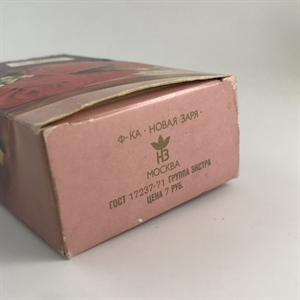 Ф-КА · НОВАЯ ЗАРЯ ·
НЗ
МОСКВА
ГОСТ 17237-71 ГРУППА ЭКСТРА
ЦЕНА 7 РУБ.